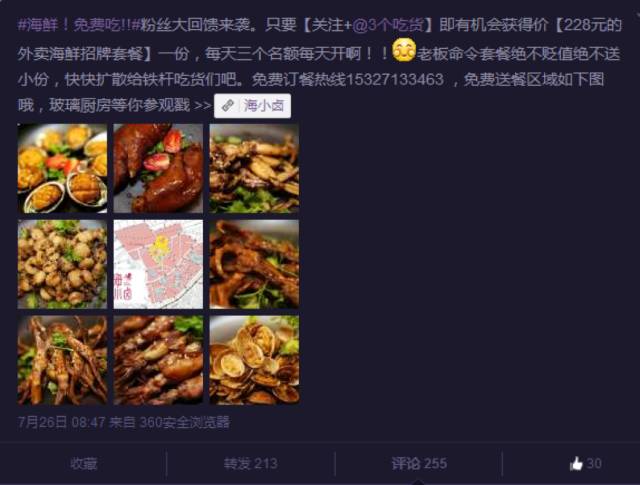 #海鲜！免费吃!!#粉丝大回馈来袭。只要【关注+@3个吃货】即有机会获得价【228元的
外卖海鲜招牌套餐】一份，每天三个名额每天开啊！！老板命令套餐绝不贬值绝不送
小份，快快扩散给铁杆吃货们吧。免费订餐热线15327133463 ，免费送餐区域如下图
哦，玻璃厨房等你参观戳 >> 海小卤
7月26日 08:47 来自 360安全浏览器
收藏
转发 213
评论 255
30